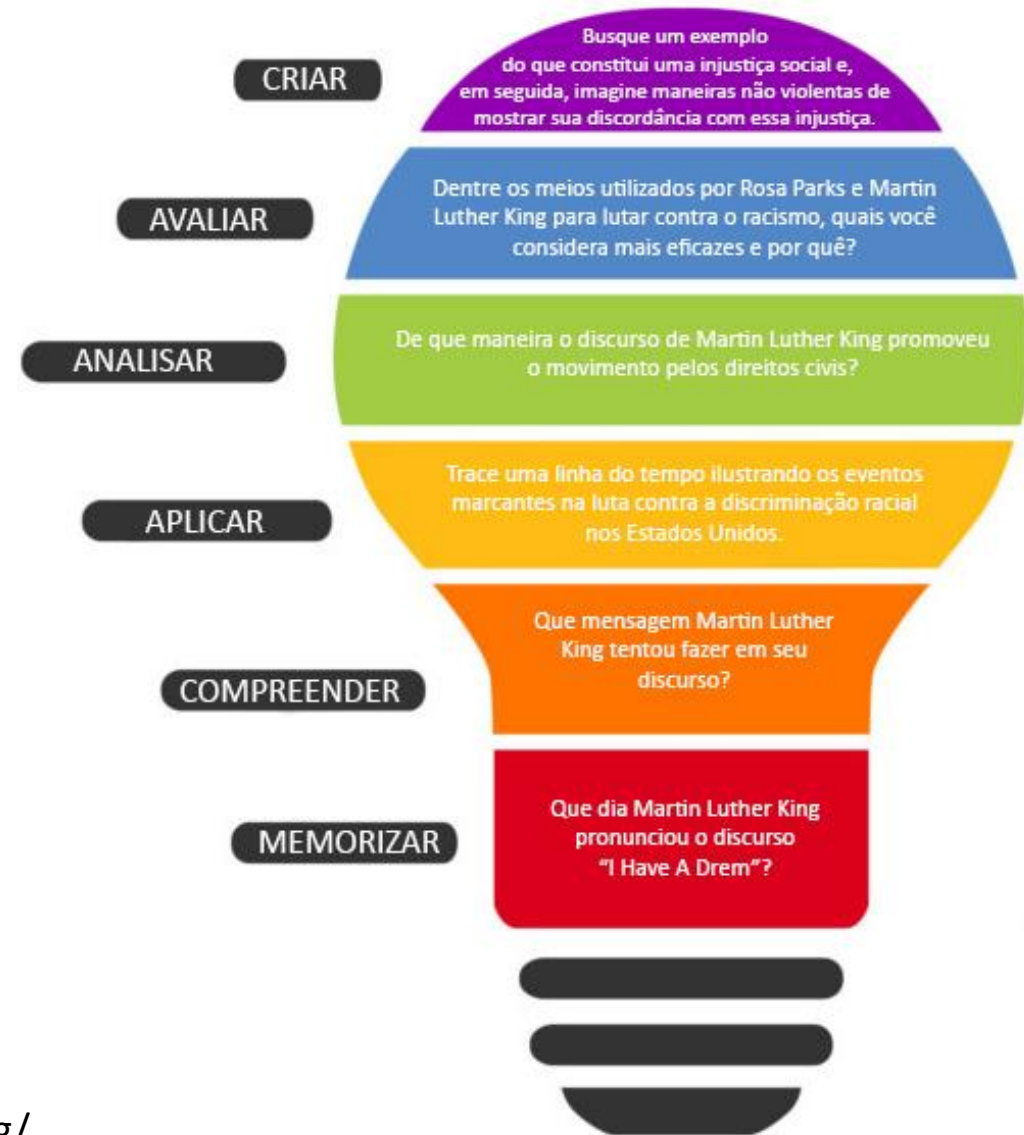 CRIAR
Busque um exemplo
do que constitui uma injustiça social e,
em seguida, imagine maneiras não violentas de
mostrar sua discordância com essa injustiça.
AVALIAR
Dentre os meios utilizados por Rosa Parks e Martin
Luther King para lutar contra o racismo, quais você
considera mais eficazes e por quê?
ANALISAR
De que maneira o discurso de Martin Luther King promoveu
o movimento pelos direitos civis?
APLICAR
Trace uma linha do tempo ilustrando os eventos
marcantes na luta contra a discriminação racial
nos Estados Unidos.
COMPREENDER
Que mensagem Martin Luther
King tentou fazer em seu
discurso?
MEMORIZAR
Que dia Martin Luther King
pronunciou o discurso
"I Have A Drem"?